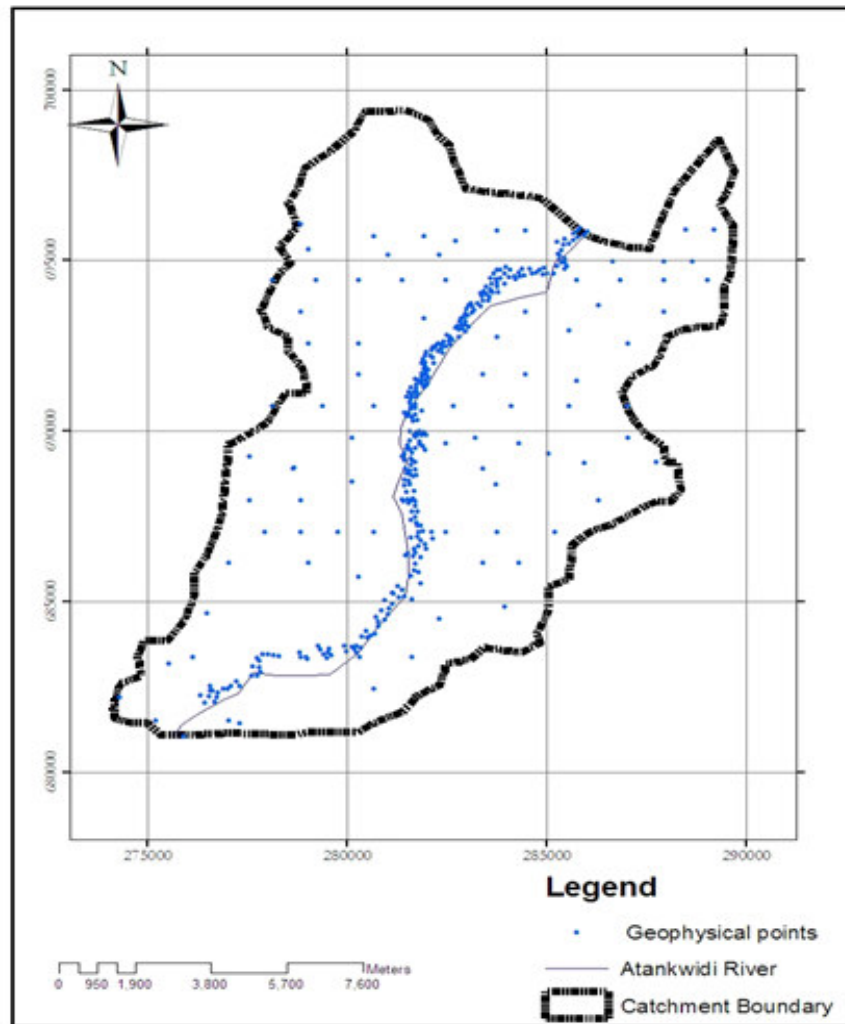 N
700000
695000
690000
685000
680000
275000
280000
285000
290000
Legend
Geophysical points
Atankwidi River
Catchment Boundary
Meters
0 950 1,900 3,800 5,700 7,600